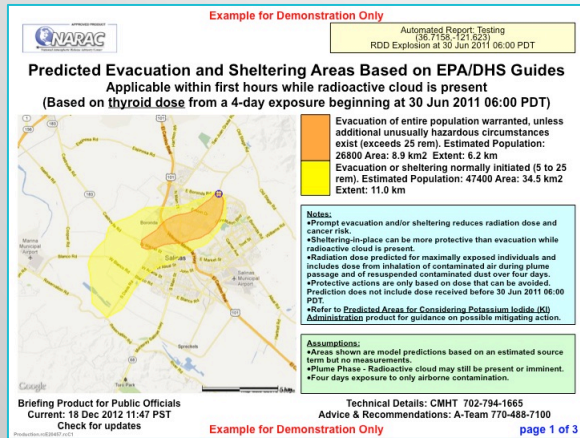 Example for Demonstration Only
APPROVED PRODUCT
NARAC
Automated Report: Testing
(36.7158,-121.623)
RDD Explosion at 30 Jun 2011 06:00 PDT
Predicted Evacuation and Sheltering Areas Based on EPA/DHS Guides
Applicable within first hours while radioactive cloud is present
(Based on thyroid dose from a 4-day exposure beginning at 30 Jun 2011 06:00 PDT)
Evacuation of entire population warranted, unless
additional unusually hazardous circumstances
exist (exceeds 25 rem). Estimated Population:
26800 Area: 8.9 km2 Extent: 6.2 km
Evacuation or sheltering normally initiated (5 to 25
rem). Estimated Population: 47400 Area: 34.5 km2
Extent: 11.0 km
Notes:
•Prompt evacuation and/or sheltering reduces radiation dose and
cancer risk.
•Sheltering-in-place can be more protective than evacuation while
radioactive cloud is present.
•Radiation dose predicted for maximally exposed individuals and
includes dose from inhalation of contaminated air during plume
passage and of resuspended contaminated dust over four days.
•Protective actions are only based on dose that can be avoided.
Prediction does not include dose received before 30 Jun 2011 06:00
PDT.
•Refer to Predicted Areas for Considering Potassium Iodide (KI)
Administration product for guidance on possible mitigating action.
Assumptions:
•Areas shown are model predictions based on an estimated source
term but no measurements.
•Plume Phase - Radioactive cloud may still be present or imminent.
•Four days exposure to only airborne contamination.
Boronda
Salinas
Marina
Municipal
Airport
Salinas
Municipal
Airport
Spreckels
Toro Park
Google
Briefing Product for Public Officials
Current: 18 Dec 2012 11:47 PST
Check for updates
Technical Details: CMHT 702-794-1665
Advice & Recommendations: A-Team 770-488-7100
Example for Demonstration Only
page 1 of 3